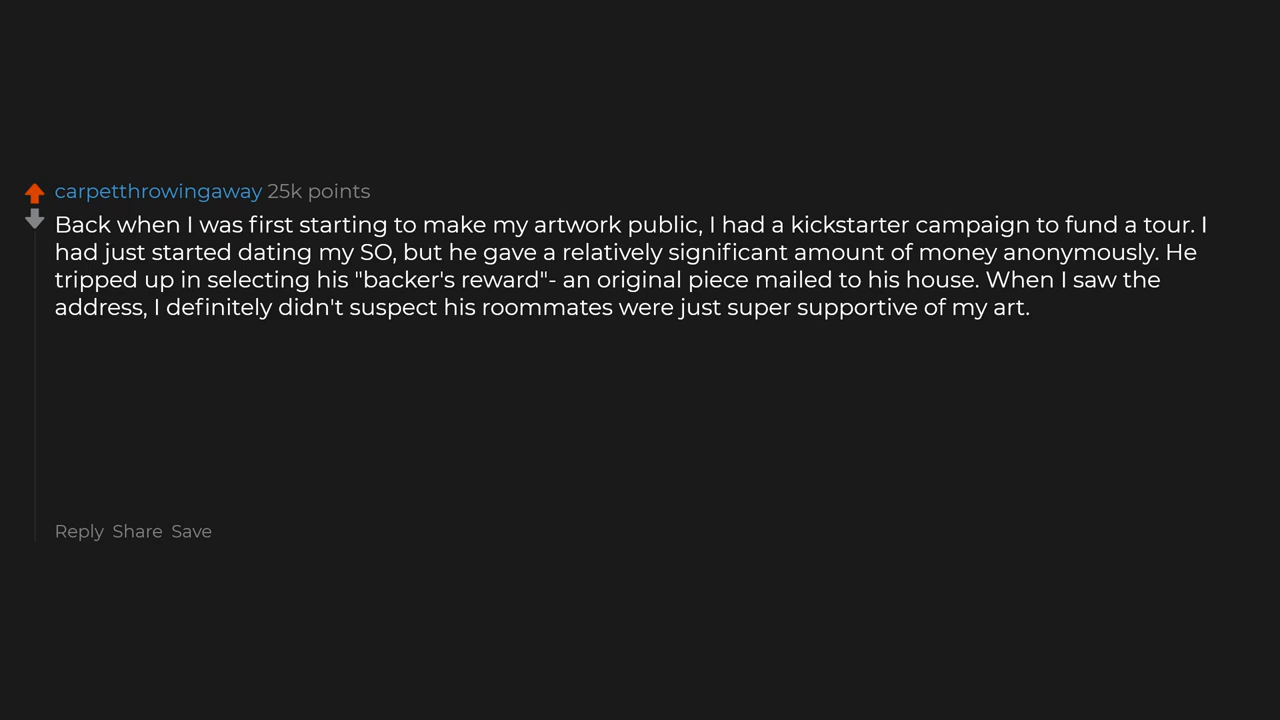 carpetthrowingaway 25k points
Back when I was first starting to make my artwork public, I had a kickstarter campaign to fund a tour. I
had just started dating my SO, but he gave a relatively significant amount of money anonymously. He
tripped up in selecting his "backer's reward"- an original piece mailed to his house. When I saw the
address, I definitely didn't suspect his roommates were just super supportive of my art.
Reply Share Save